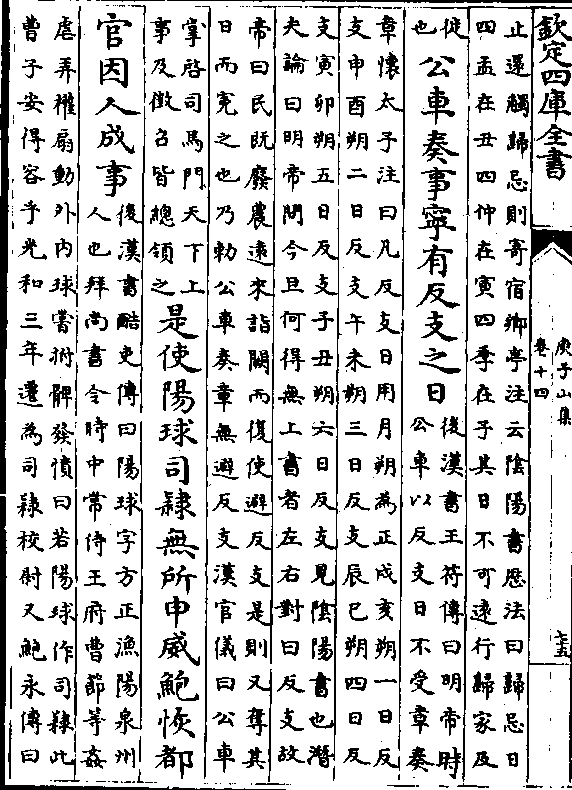 欽定四庫全書
庾子山集
卷十四
七五
止還觸歸忌則寄宿鄉亭注云陰陽書歷法曰歸忌日
四孟在丑四仲在寅四季在子其日不可遠行歸家及
徙
也
公車奏事寧有反支之日
後漢書王符傳曰明帝時
公車以反支日不受章奏
章懷太子注曰凡反支日用月朔為正戌亥朔一日反
支申酉朔二日反支午未朔三日反支辰巳朔四日反
支寅卯朔五日反支子丑朔六日反支見陰陽書也潛
夫論曰明帝問今旦何得無上書者左右對曰反支故
帝曰民既廢農遠來詣闕而復使避反支是則又奪其
日而寃之也乃勅公車奏章無避反支漢官儀曰公車
掌啓司馬門天下上
事及徵召皆總領之
是使陽球司隷無所申威鮑恢都
官因人成事
後漢書酷吏傳曰陽球字方正漁陽泉州
人也拜尚書令時中常侍王府曹節等姦
虐弄權扇動外内球嘗拊髀發憤曰若陽球作司隷此
曹子安得容乎光和三年遷為司隷校尉又鮑永傳曰